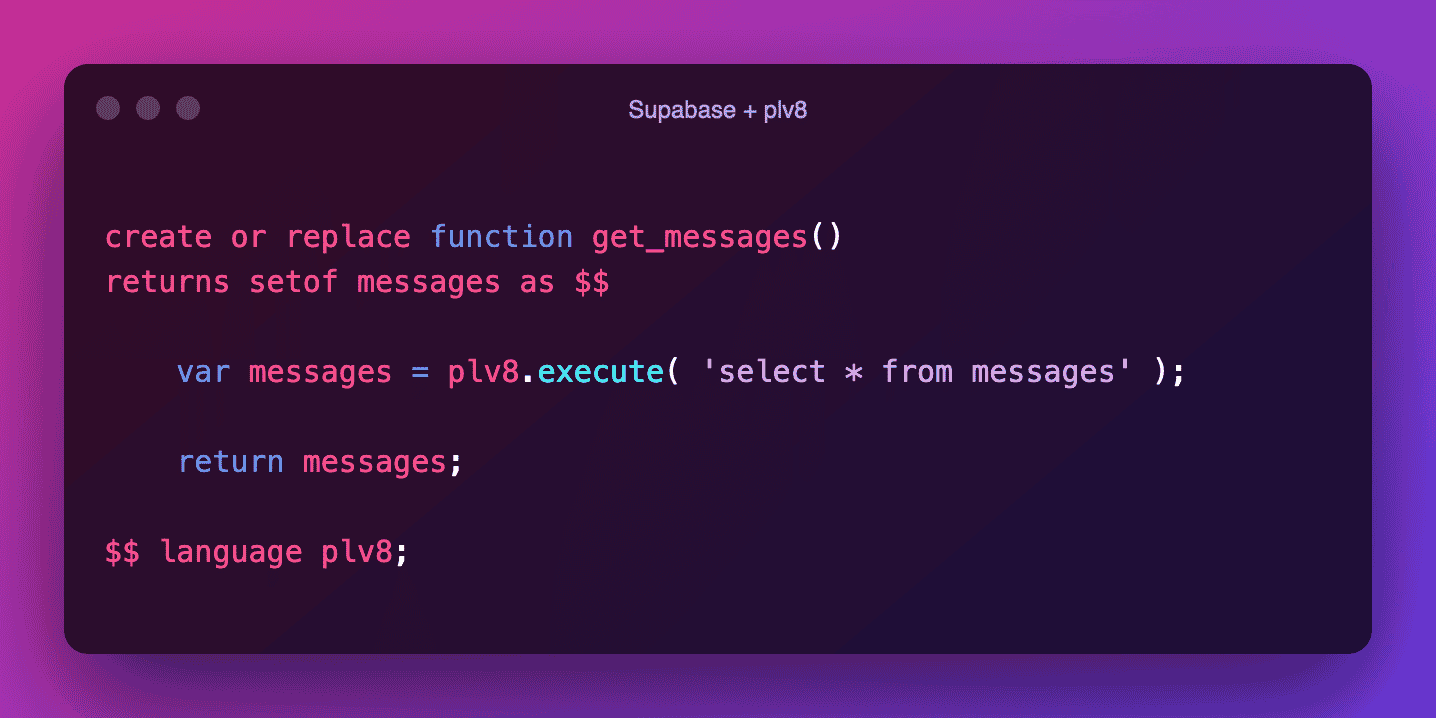 Supabase + plv8
create or replace function get_messages()
returns setof messages as $$
var messages = plv8.execute( 'select * from messages' );
return messages;
$$ language plv8;